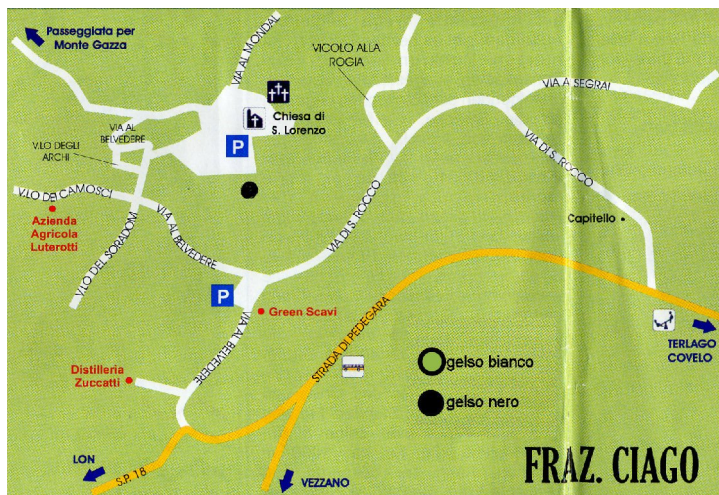 Passeggiata per
Monte Gazza
VIA AL MONDAL
VICOLO ALLA
ROGIA
VIA A SEGRAI
Chiesa di
S. Lorenzo
P
VIA AL
BELVEDERE
V.LO DEGLI
ARCHI
VIA DI S. ROCCO
V.LO DEI CAMOSCI
Azienda
Agricola
Luterotti
VIA AL BELVEDERE
VIA DI S. ROCCO
Capitello
V.LO DEL SORADOM
P
Green Scavi
VIA AL BELVEDERE
STRADA DI PEDEGARA
TERLAGO
COVELO
Distilleria
Zuccatti
gelso bianco
gelso nero
LON
S.P. 18
VEZZANO
FRAZ. CIAGO